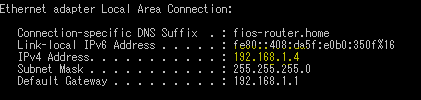 Ethernet adapter Local Area Connection:
Connection-specific DNS Suffix  . : fios-router.home
Link-local IPv6 Address . . . . . : fe80::408:da5f:e0b0:350f%16
IPv4 Address. . . . . . . . . . . : 192.168.1.4
Subnet Mask . . . . . . . . . . . : 255.255.255.0
Default Gateway . . . . . . . . . : 192.168.1.1